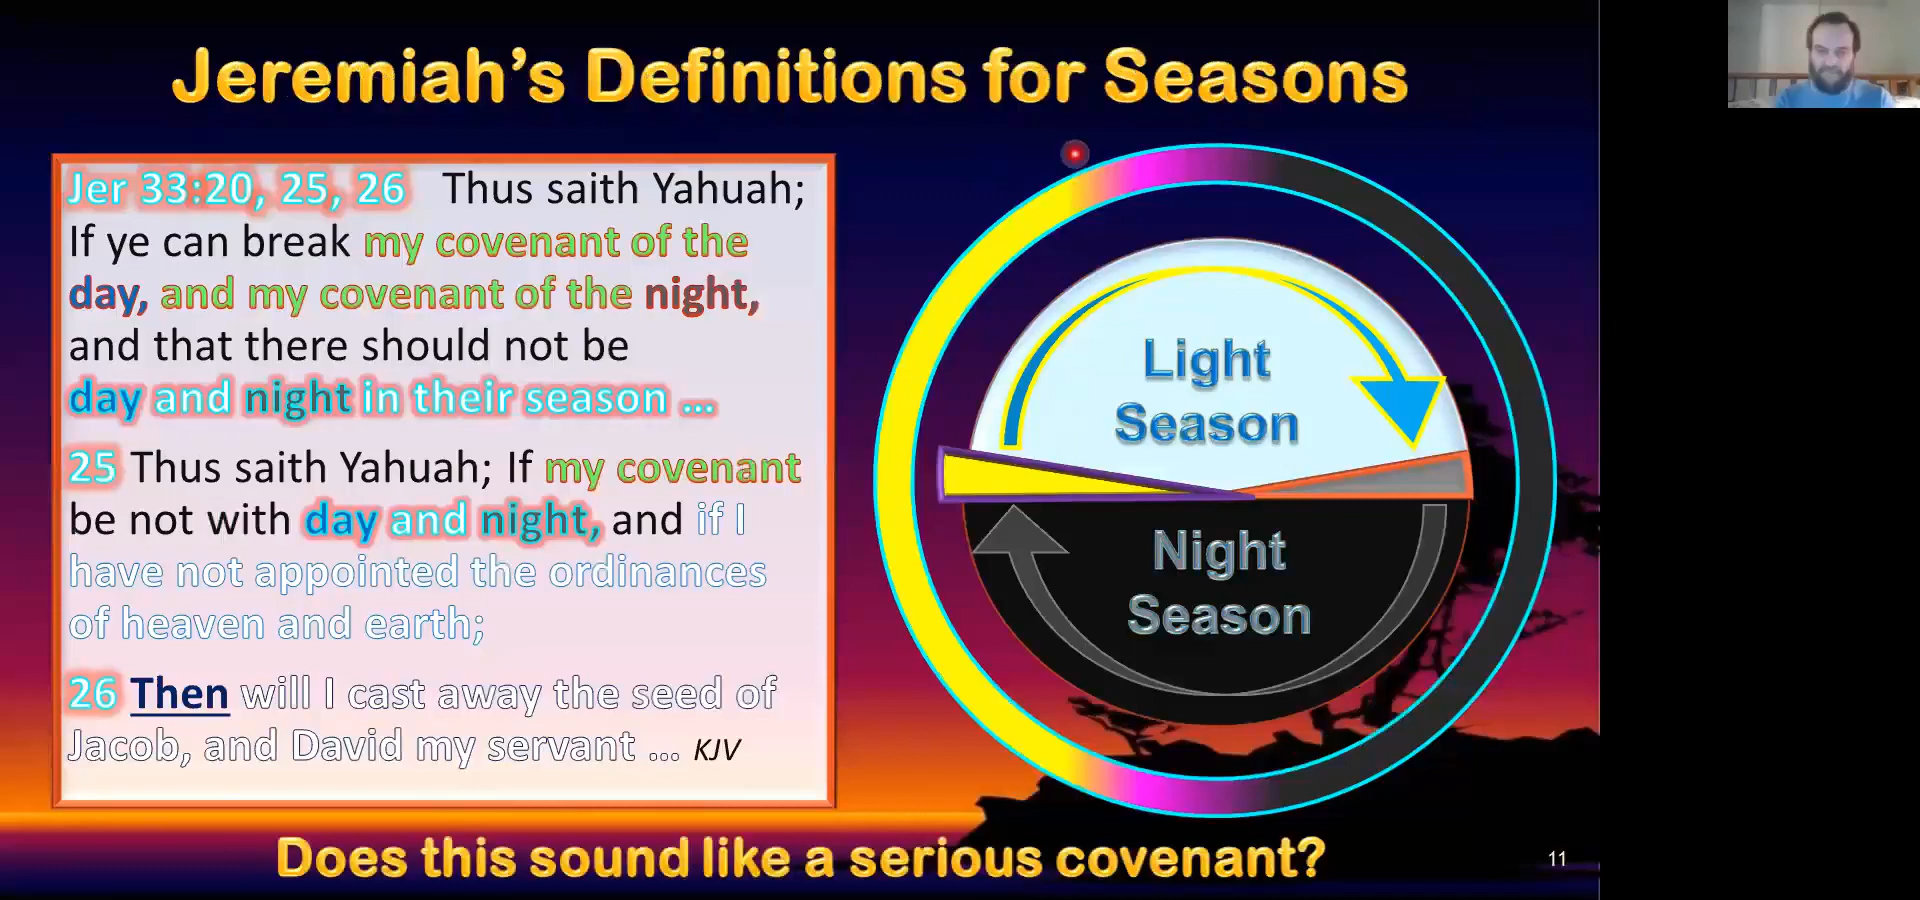 Jeremiah’s Definitions for Seasons
Jer 33:20, 25, 26 Thus saith Yahuah;
If ye can break my covenant of the
day, and my covenant of the night,
and that there should not be
day and night in their season ...
25 Thus saith Yahuah; If my covenant
be not with day and night, and if I
have not appointed the ordinances
of heaven and earth;
26 Then will I cast away the seed of
Jacob, and David my servant ... KJV
Light
Season
Night
Season
Does this sound like a serious covenant?
11